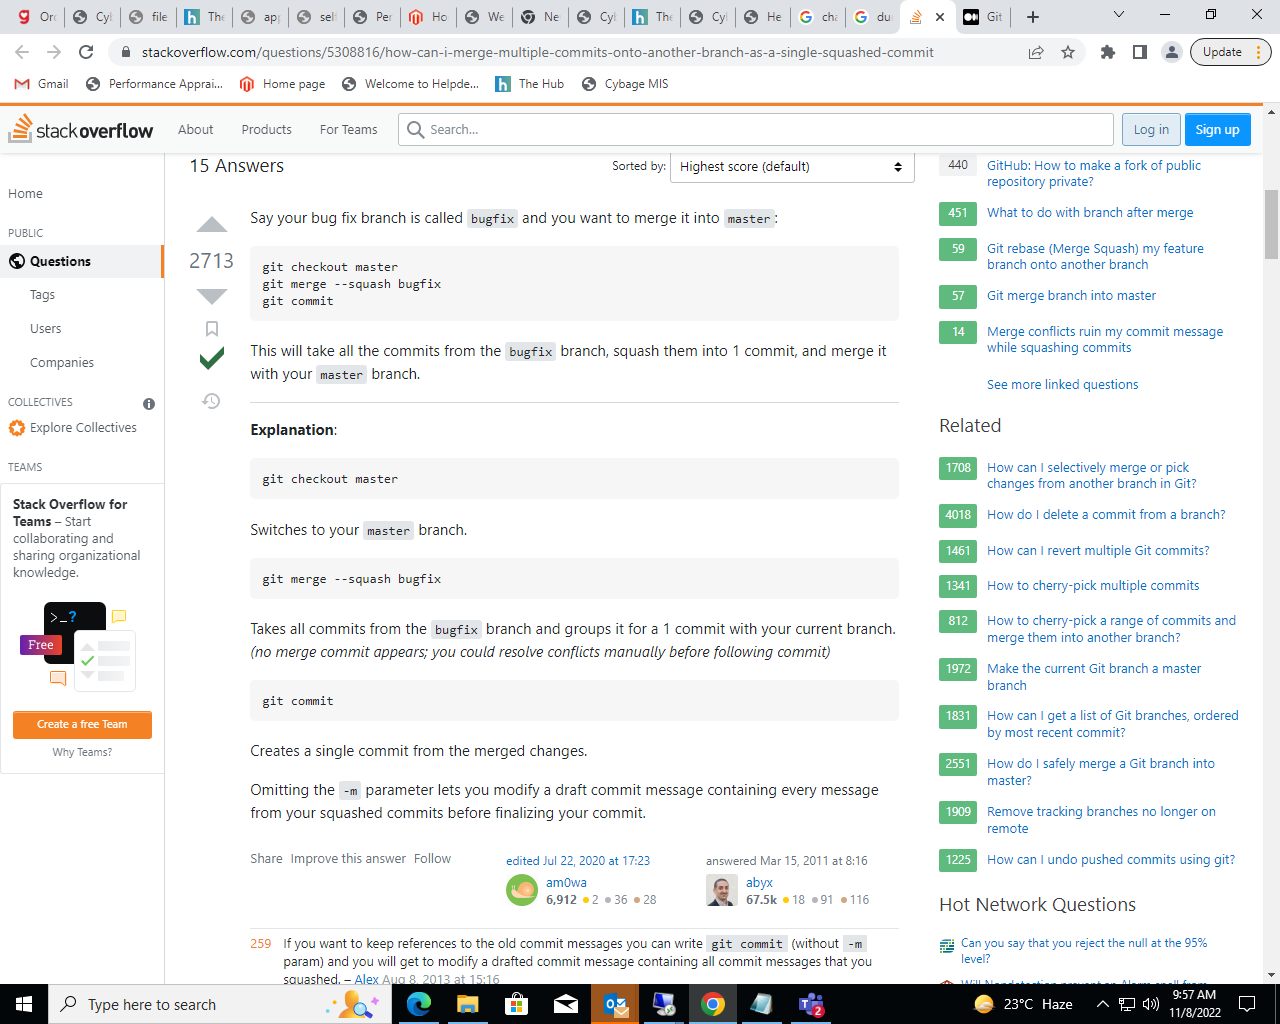 Orc
Cy
file
The
app
self
Per
Ho
We
Ne
Cyl
The
Cyl
He
cha
du
Git
stackoverflow.com/questions/5308816/how-can-i-merge-multiple-commits-onto-another-branch-as-a-single-squashed-commit
Update
Gmail
Performance Apprai...
Home page
Welcome to Helpde...
The Hub
Cybage MIS
stackoverflow
About
Products
For Teams
Search...
Log in
Sign up
Home
PUBLIC
Questions
Tags
Users
Companies
COLLECTIVES
Explore Collectives
TEAMS
Stack Overflow for
Teams – Start
collaborating and
sharing organizational
knowledge.
>_?
Free
Create a free Team
Why Teams?
15 Answers
Sorted by:
Highest score (default)
2713
Say your bug fix branch is called bugfix and you want to merge it into master:
git checkout master
git merge --squash bugfix
git commit
This will take all the commits from the bugfix branch, squash them into 1 commit, and merge it
with your master branch.
Explanation:
git checkout master
Switches to your master branch.
git merge --squash bugfix
Takes all commits from the bugfix branch and groups it for a 1 commit with your current branch.
(no merge commit appears; you could resolve conflicts manually before following commit)
git commit
Creates a single commit from the merged changes.
Omitting the -m parameter lets you modify a draft commit message containing every message
from your squashed commits before finalizing your commit.
Share Improve this answer Follow
edited Jul 22, 2020 at 17:23
am0wa
6,912 2 36 28
answered Mar 15, 2011 at 8:16
abyx
67.5k 18 91 116
259 If you want to keep references to the old commit messages you can write git commit (without -m
param) and you will get to modify a drafted commit message containing all commit messages that you
squashed. – Alex Aug 8, 2013 at 15:16
440 GitHub: How to make a fork of public
repository private?
451 What to do with branch after merge
59 Git rebase (Merge Squash) my feature
branch onto another branch
57 Git merge branch into master
14 Merge conflicts ruin my commit message
while squashing commits
See more linked questions
Related
1708 How can I selectively merge or pick
changes from another branch in Git?
4018 How do I delete a commit from a branch?
1461 How can I revert multiple Git commits?
1341 How to cherry-pick multiple commits
812 How to cherry-pick a range of commits and
merge them into another branch?
1972 Make the current Git branch a master
branch
1831 How can I get a list of Git branches, ordered
by most recent commit?
2551 How do I safely merge a Git branch into
master?
1909 Remove tracking branches no longer on
remote
1225 How can I undo pushed commits using git?
Hot Network Questions
Can you say that you reject the null at the 95%
level?
Type here to search
2
23°C Haze
9:57 AM
11/8/2022